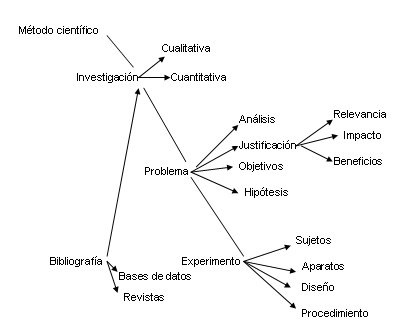 Método científico
Cualitativa
Investigación
Cuantitativa
Análisis
Relevancia
Justificación
Impacto
Problema
Objetivos
Beneficios
Hipótesis
Sujetos
Bibliografía
Experimento
Aparatos
Bases de datos
Diseño
Revistas
Procedimiento